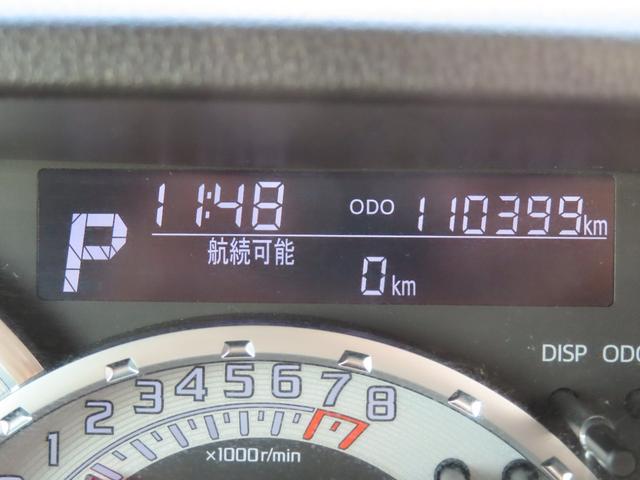 11:48 ODO 110399km
P
航続可能
0km
DISP ODO
1 2 3 4 5 6 7 8
×1000r/min